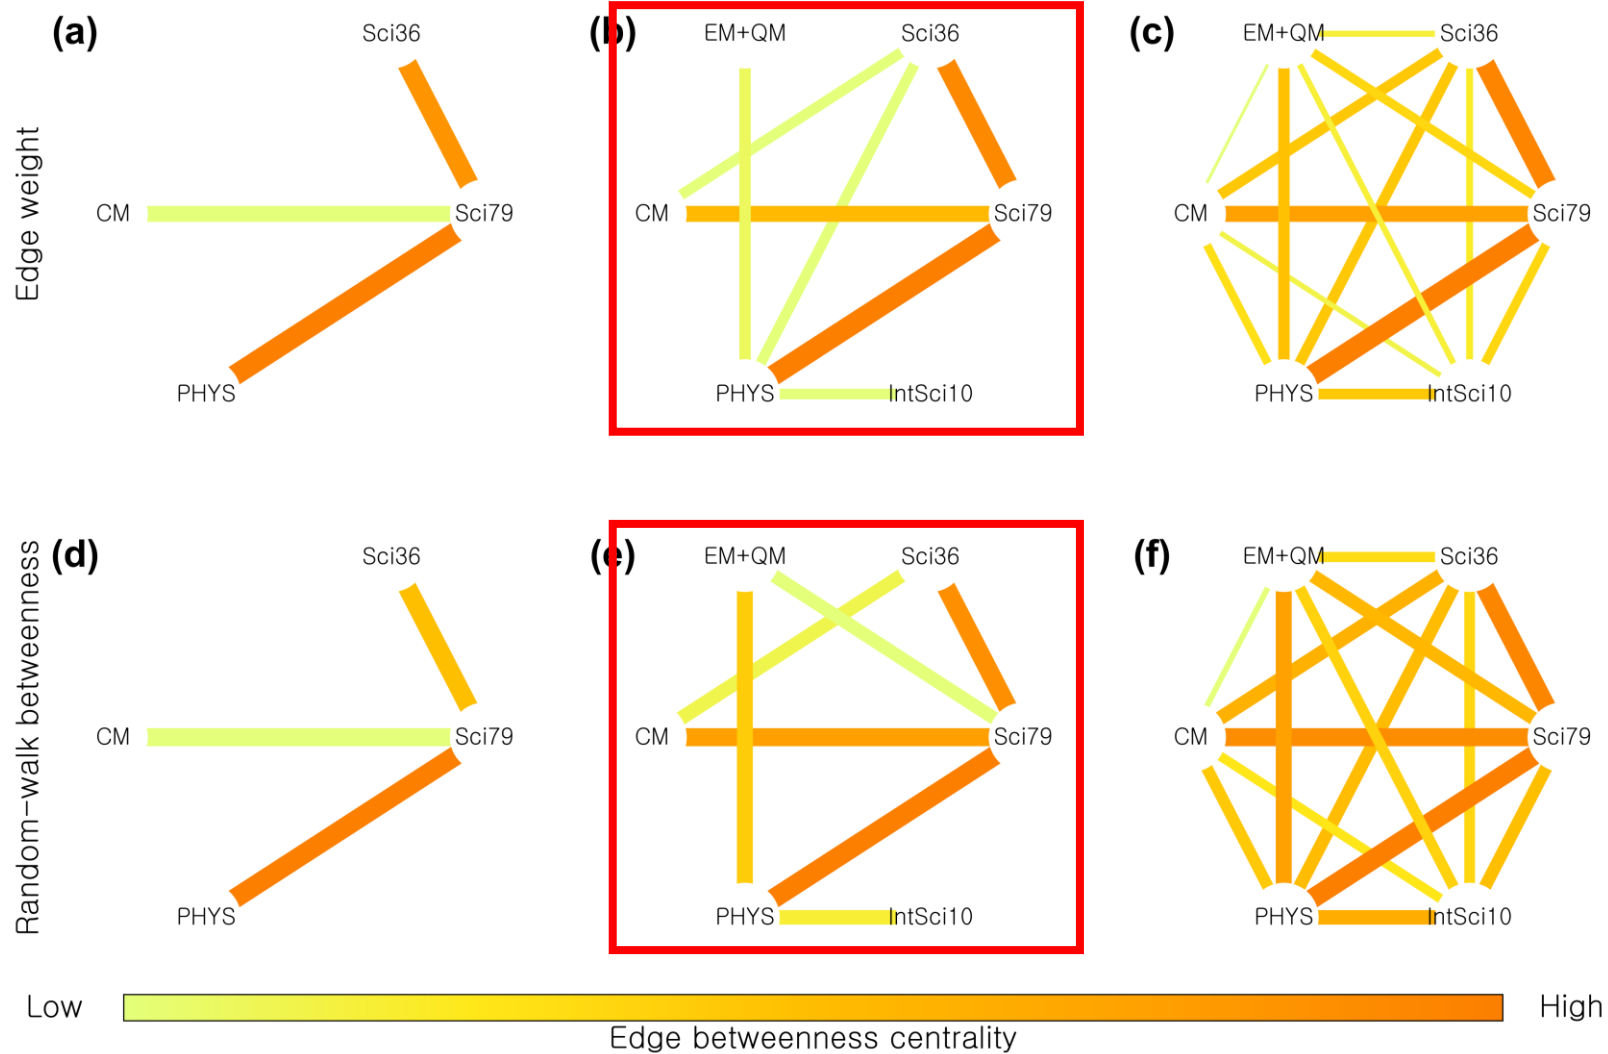 (a)
Sci36
CM
Sci79
PHYS
(b)
EM+QM
Sci36
CM
Sci79
PHYS
IntSci10
(c)
EM+QM
Sci36
CM
Sci79
PHYS
IntSci10
Edge weight
(d)
Sci36
CM
Sci79
PHYS
(e)
EM+QM
Sci36
CM
Sci79
PHYS
IntSci10
(f)
EM+QM
Sci36
CM
Sci79
PHYS
IntSci10
Random-walk betweenness
Low
High
Edge betweenness centrality